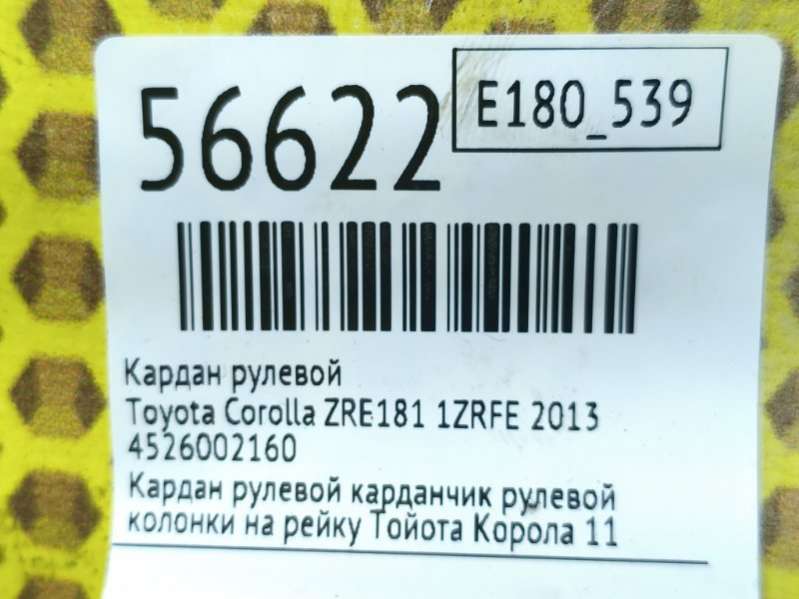 56622
E180_539
Кардан рулевой
Toyota Corolla ZRE181 1ZRFE 2013
4526002160
Кардан рулевой карданчик рулевой
колонки на рейку Тойота Корола 11